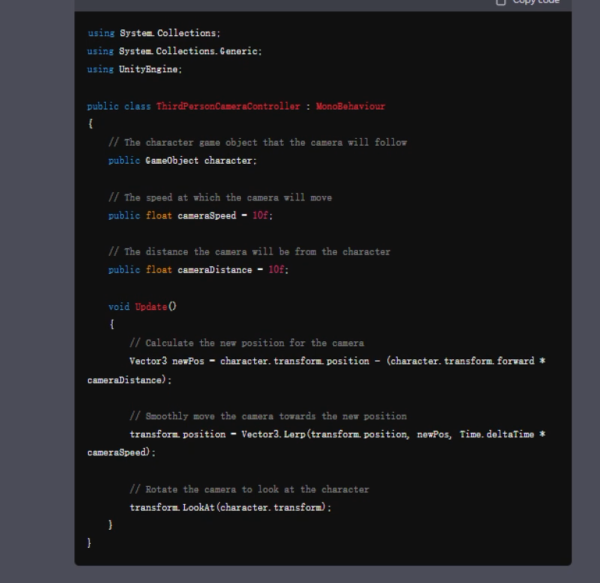 Copy code
using System.Collections;
using System.Collections.Generic;
using UnityEngine;
public class ThirdPersonCameraController : MonoBehaviour
{
// The character game object that the camera will follow
public GameObject character;
// The speed at which the camera will move
public float cameraSpeed = 10f;
// The distance the camera will be from the character
public float cameraDistance = 10f;
void Update()
{
// Calculate the new position for the camera
Vector3 newPos = character.transform.position - (character.transform.forward *
cameraDistance);
// Smoothly move the camera towards the new position
transform.position = Vector3.Lerp(transform.position, newPos, Time.deltaTime *
cameraSpeed);
// Rotate the camera to look at the character
transform.LookAt(character.transform);
}
}